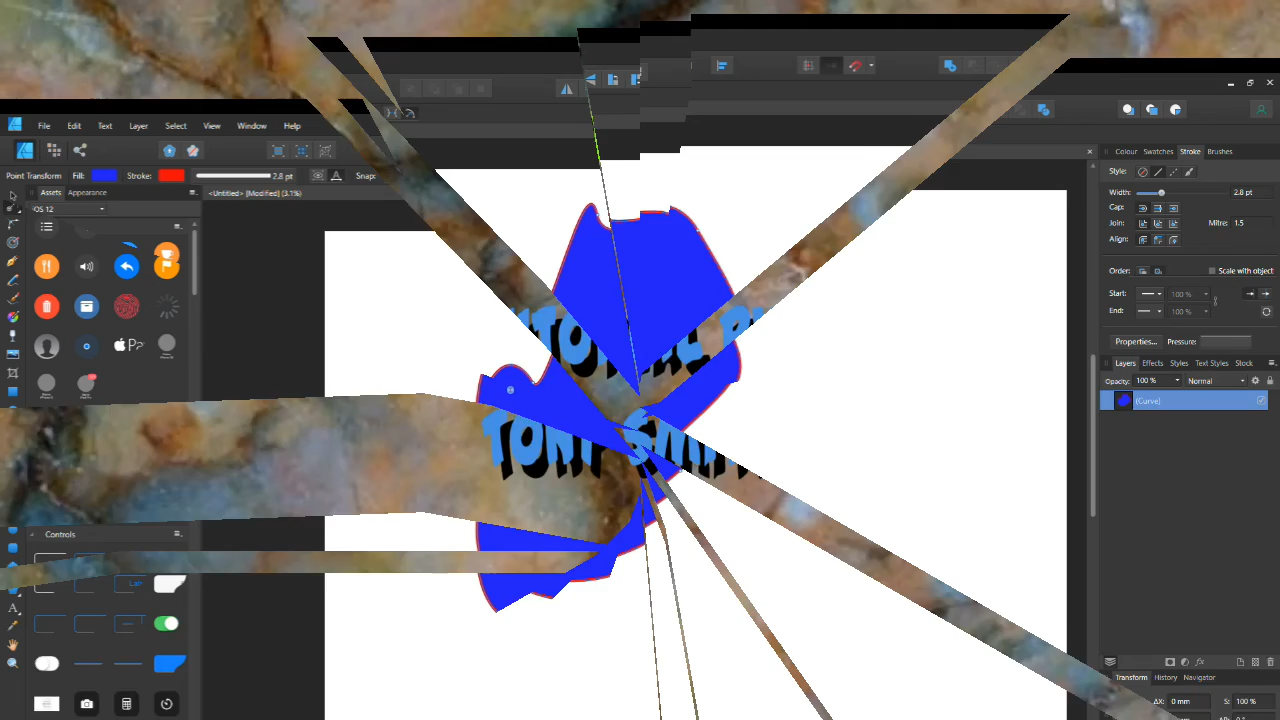 File Edit Text Layer Select View Window Help
Point Transform Fill: Stroke: 2.8 pt Snap:
Assets Appearance
<Untitled> [Modified] (3.1%)
iOS 12
Colour Swatches Stroke Brushes
Style:
Width: 2.8 pt
Cap:
Join: Mitre: 1.5
Align:
Order: Scale with object
Start: 100 %
End: 100 %
Properties... Pressure:
Layers Effects Styles Text Styles Stock
Opacity: 100 % Normal
(Curve)
TONY
Controls
Transform History Navigator
ΔX: 0 mm S: 100 %